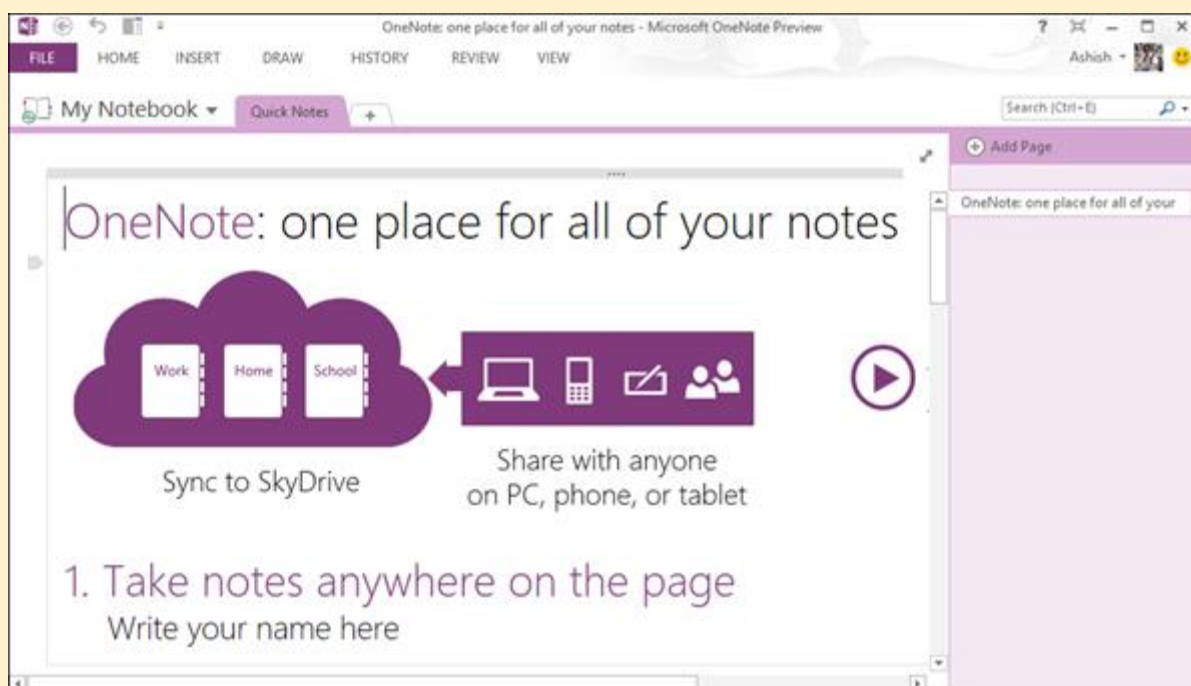 OneNote: one place for all of your notes - Microsoft OneNote Preview
?
FILE HOME INSERT DRAW HISTORY REVIEW VIEW
Ashish
My Notebook
Quick Notes
Search (Ctrl+E)
Add Page
OneNote: one place for all of your
OneNote: one place for all of your notes
Work Home School
Sync to SkyDrive
Share with anyone
on PC, phone, or tablet
1. Take notes anywhere on the page
Write your name here